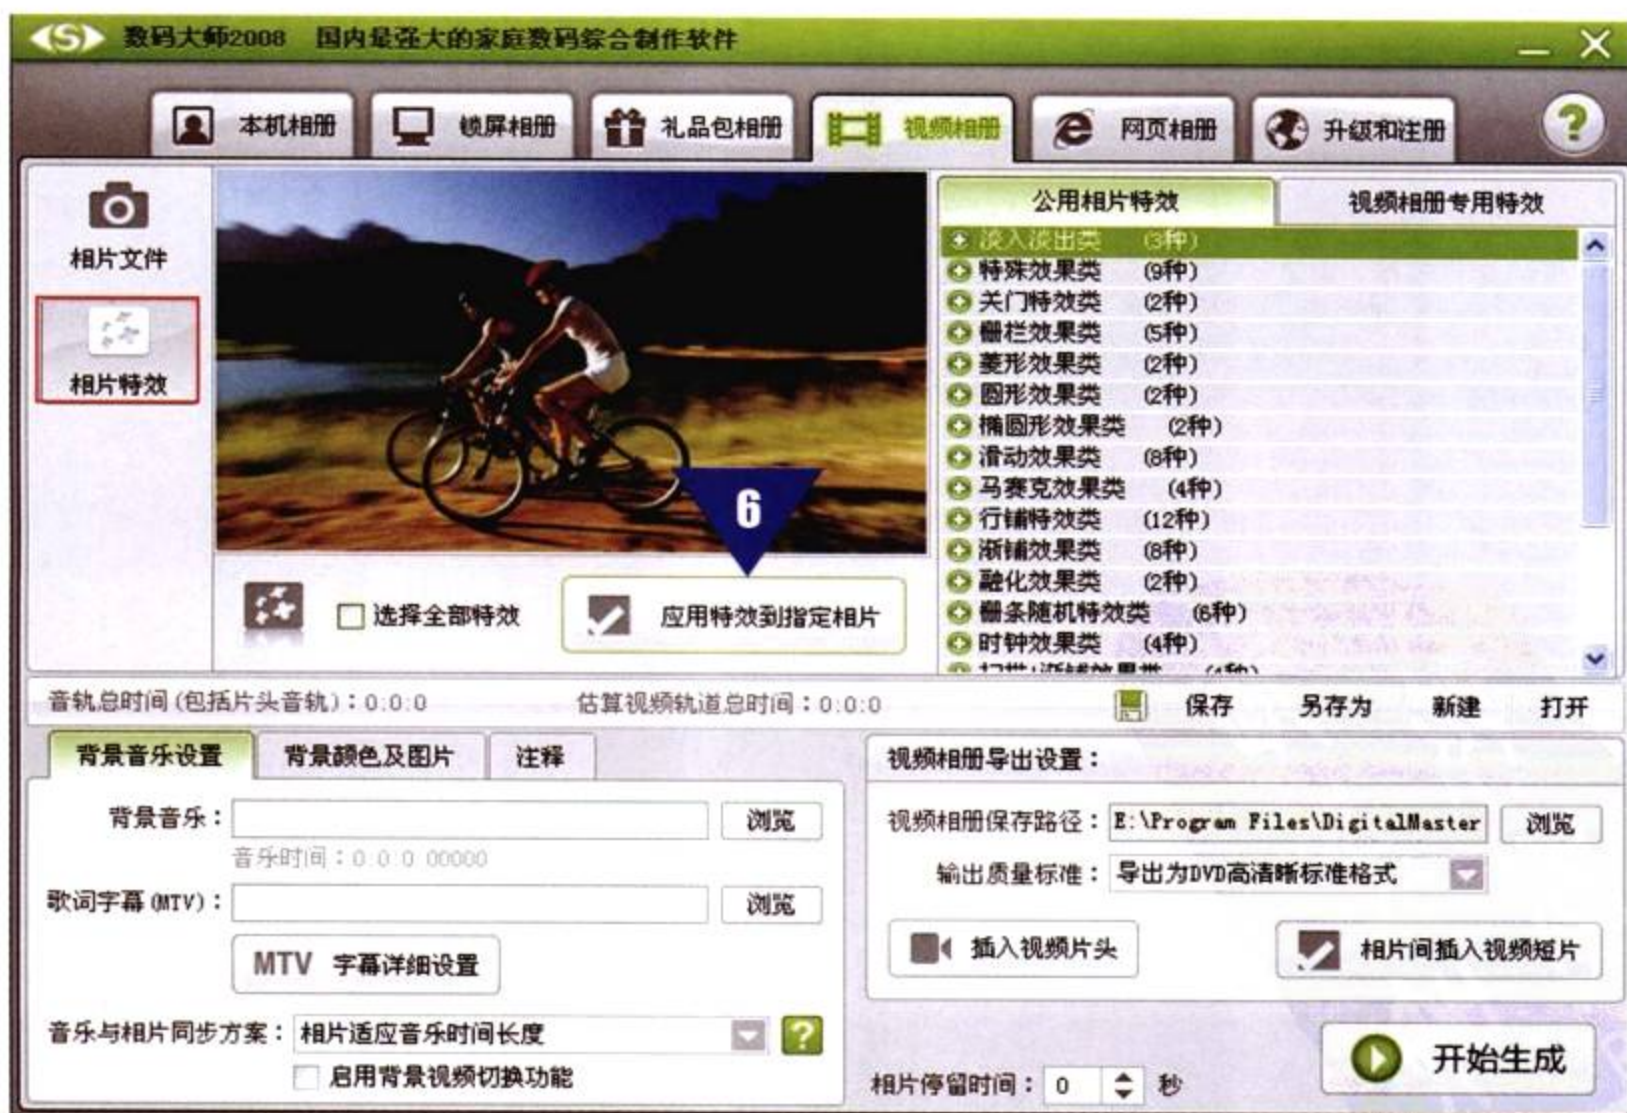 数码大师2008 国内最强大的家庭数码综合制作软件
本机相册 锁屏相册 礼品包相册 视频相册 网页相册 升级和注册 ?
相片文件
相片特效
公用相片特效 视频相册专用特效
淡入淡出类 (3种)
特殊效果类 (9种)
关门特效类 (2种)
栅栏效果类 (5种)
菱形效果类 (2种)
圆形效果类 (2种)
椭圆形效果类 (2种)
滑动效果类 (8种)
马赛克效果类 (4种)
行铺特效类 (12种)
渐铺效果类 (8种)
融化效果类 (2种)
栅条随机特效类 (6种)
时钟效果类 (4种)
6
选择全部特效 应用特效到指定相片
音轨总时间(包括片头音轨):0:0:0 估算视频轨道总时间:0:0:0 保存 另存为 新建 打开
背景音乐设置 背景颜色及图片 注释
背景音乐: 浏览
音乐时间:0:0:0 00000
歌词字幕(MTV): 浏览
MTV 字幕详细设置
音乐与相片同步方案: 相片适应音乐时间长度 ?
启用背景视频切换功能
视频相册导出设置:
视频相册保存路径: E:\Program Files\DigitalMaster 浏览
输出质量标准: 导出为DVD高清晰标准格式
插入视频片头 相片间插入视频短片
相片停留时间: 0 秒
开始生成